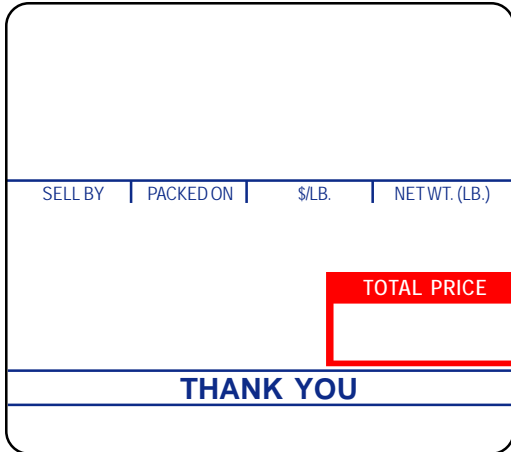 SELL BY PACKED ON $/LB. NET WT. (LB.)
TOTAL PRICE
THANK YOU